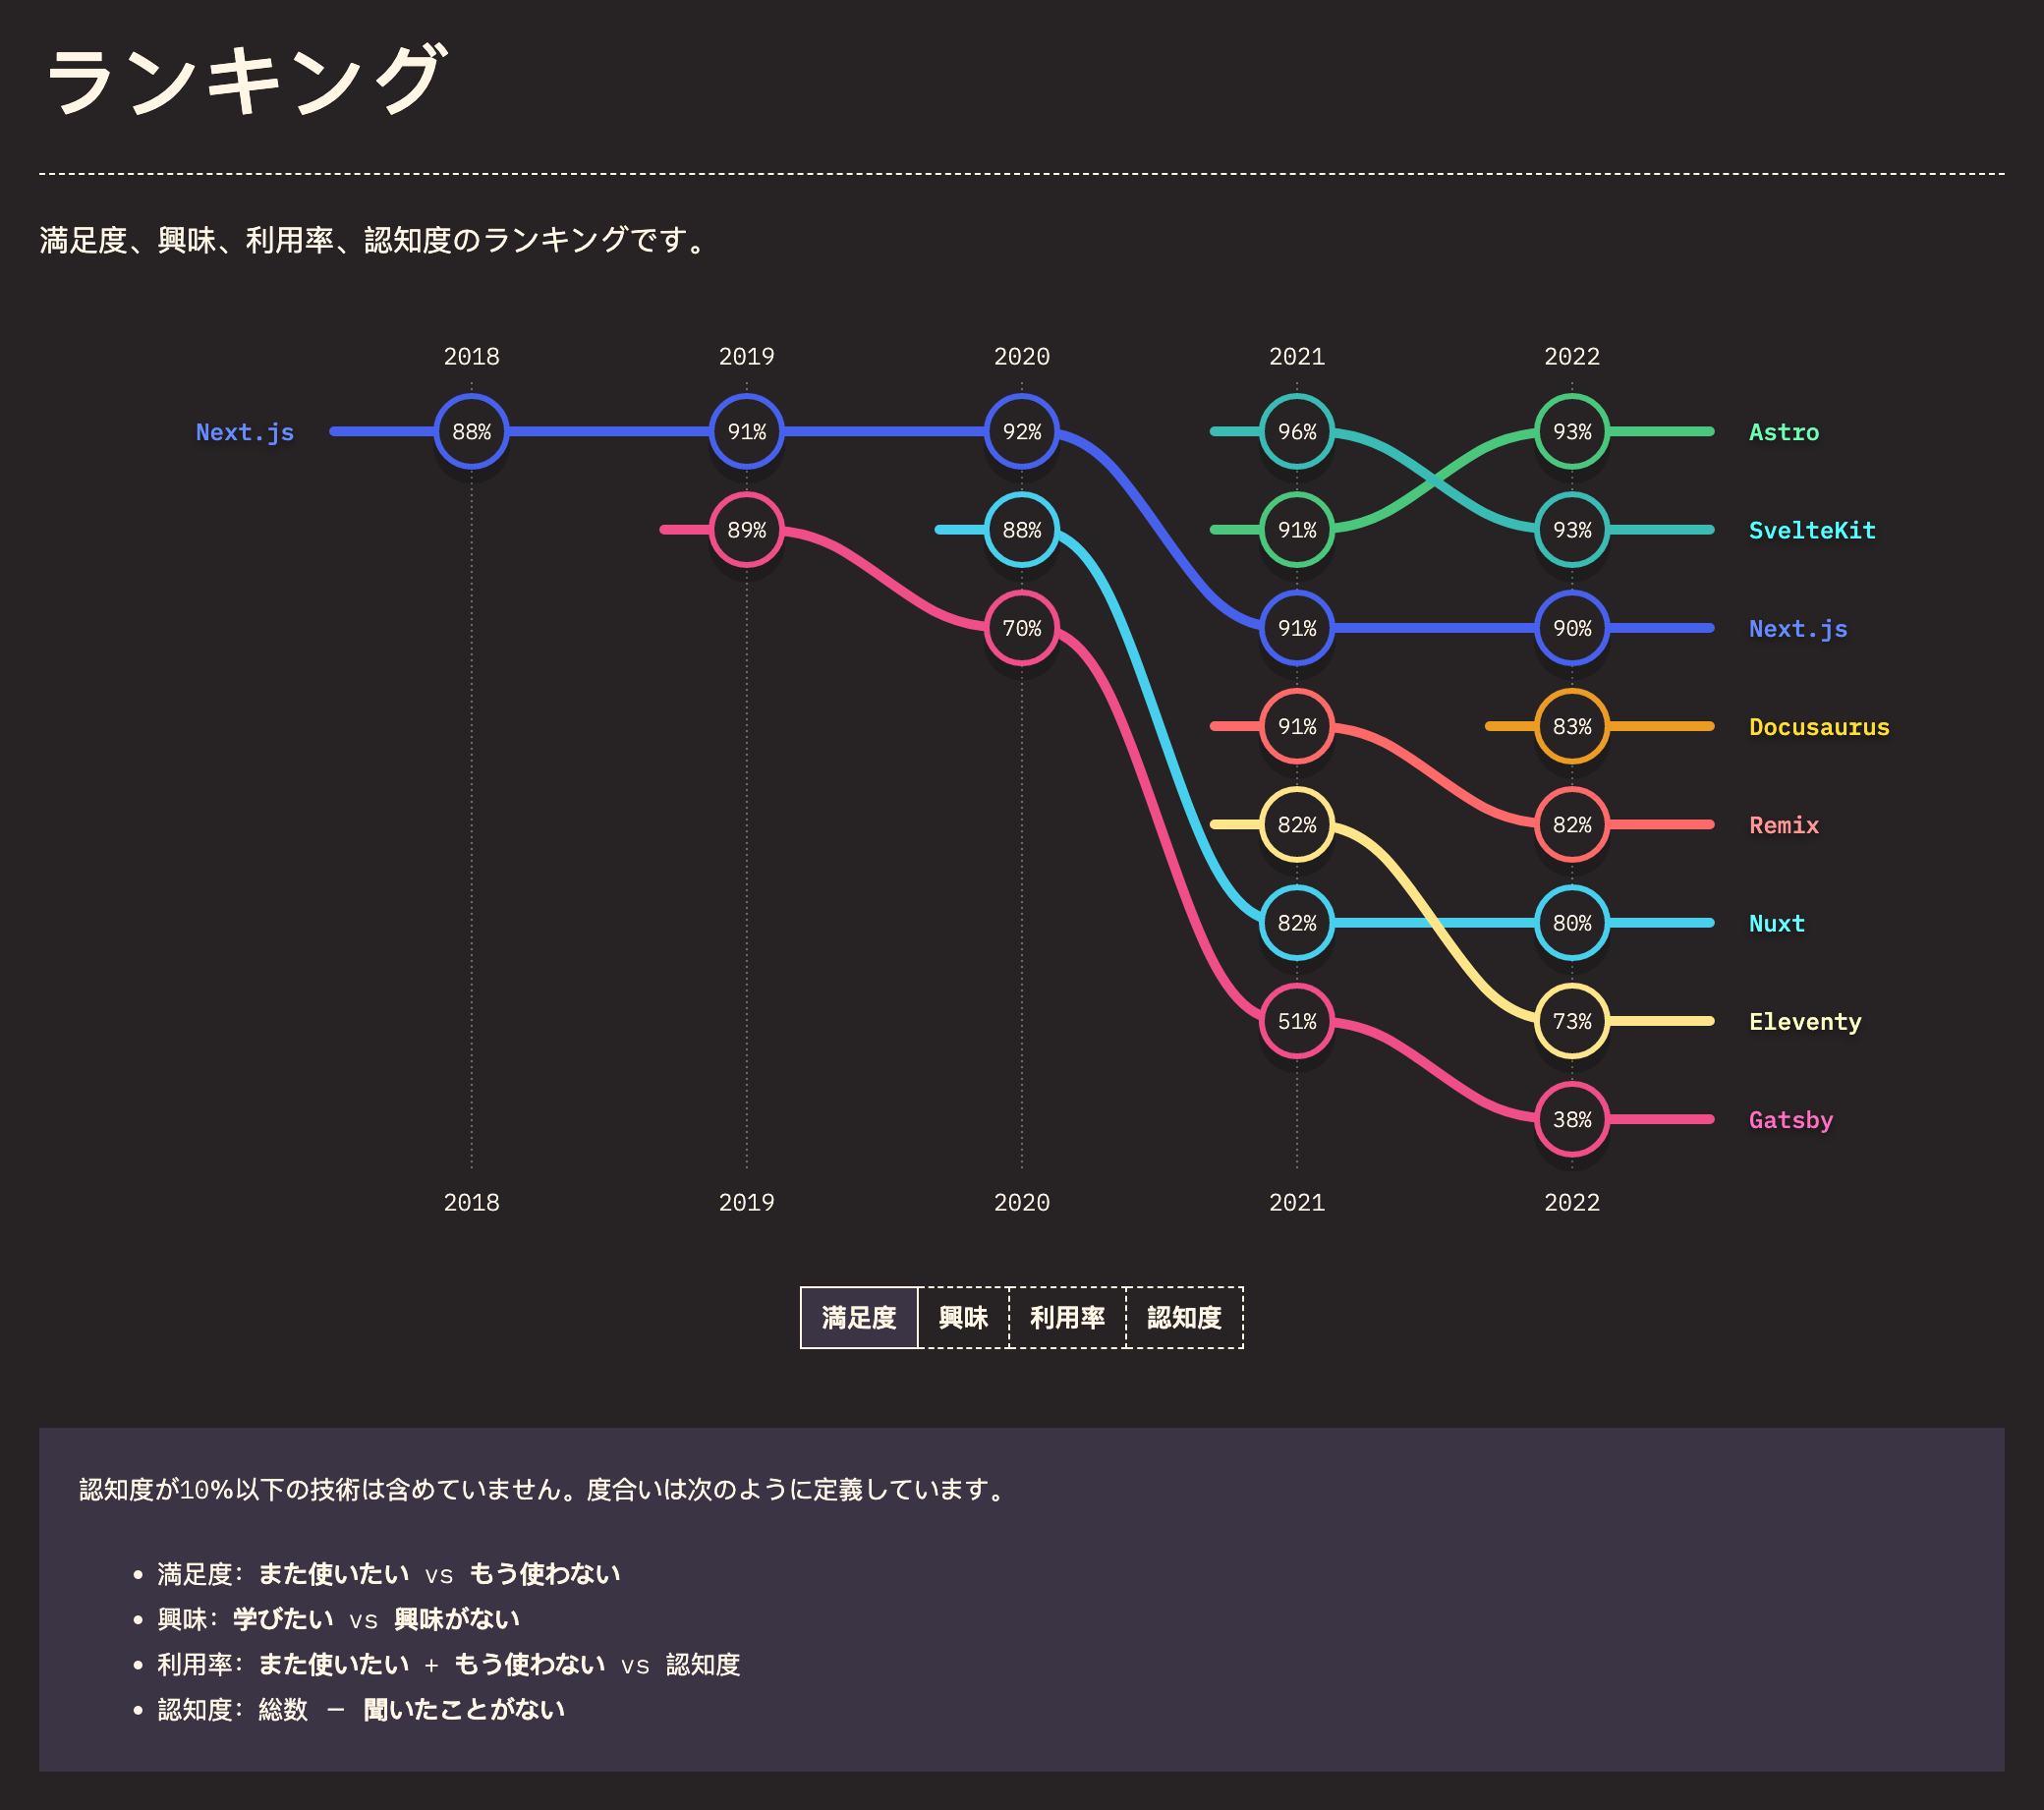 ランキング
満足度、興味、利用率、認知度のランキングです。
2018 2019 2020 2021 2022
Next.js 88% 91% 92% 96% 93% Astro
89% 88% 91% 93% SvelteKit
70% 91% 90% Next.js
91% 83% Docusaurus
82% 82% Remix
82% 80% Nuxt
51% 73% Eleventy
38% Gatsby
2018 2019 2020 2021 2022
満足度 興味 利用率 認知度
認知度が10%以下の技術は含めていません。度合いは次のように定義しています。
• 満足度: また使いたい vs もう使わない
• 興味: 学びたい vs 興味がない
• 利用率: また使いたい + もう使わない vs 認知度
• 認知度: 総数 － 聞いたことがない